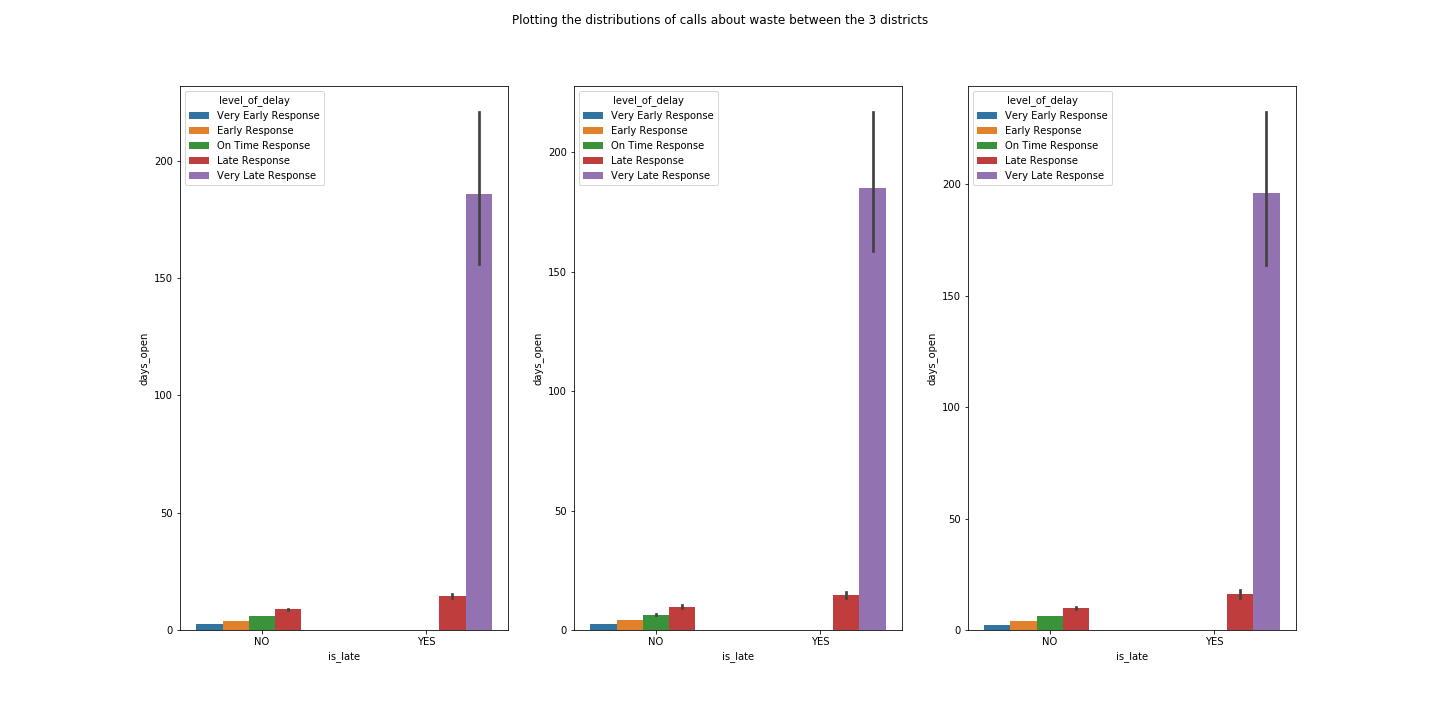 Plotting the distributions of calls about waste between the 3 districts
level_of_delay
Very Early Response
Early Response
On Time Response
Late Response
Very Late Response
200
150
100
50
0
days_open
NO
YES
is_late
level_of_delay
Very Early Response
Early Response
On Time Response
Late Response
Very Late Response
200
150
100
50
0
days_open
NO
YES
is_late
level_of_delay
Very Early Response
Early Response
On Time Response
Late Response
Very Late Response
200
150
100
50
0
days_open
NO
YES
is_late